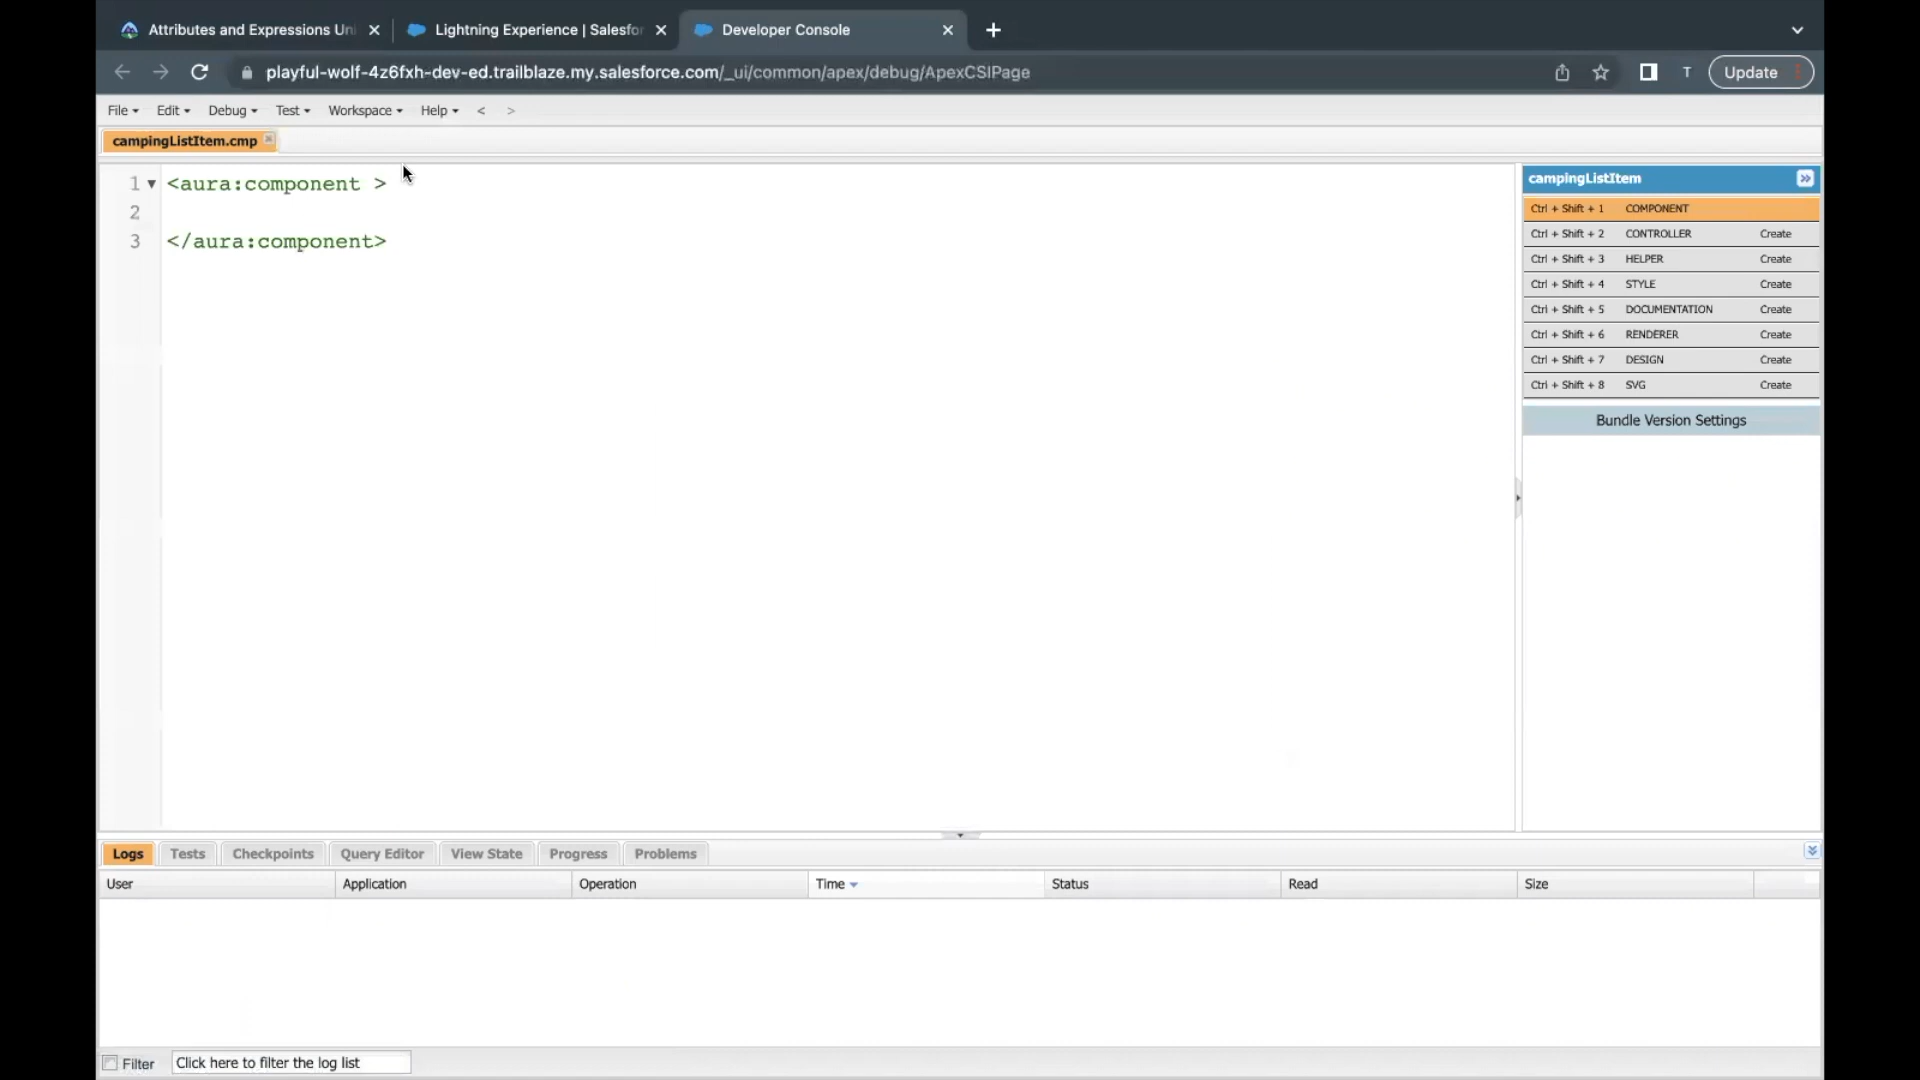 Attributes and Expressions Uni
Lightning Experience | Salesfor
Developer Console
playful-wolf-4z6fxh-dev-ed.trailblaze.my.salesforce.com/_ui/common/apex/debug/ApexCSIPage
T
Update
File
Edit
Debug
Test
Workspace
Help
<
>
campingListItem.cmp
1 <aura:component >
2
3 </aura:component>
campingListItem
Ctrl + Shift + 1 COMPONENT
Ctrl + Shift + 2 CONTROLLER Create
Ctrl + Shift + 3 HELPER Create
Ctrl + Shift + 4 STYLE Create
Ctrl + Shift + 5 DOCUMENTATION Create
Ctrl + Shift + 6 RENDERER Create
Ctrl + Shift + 7 DESIGN Create
Ctrl + Shift + 8 SVG Create
Bundle Version Settings
Logs Tests Checkpoints Query Editor View State Progress Problems
User Application Operation Time Status Read Size
Filter Click here to filter the log list